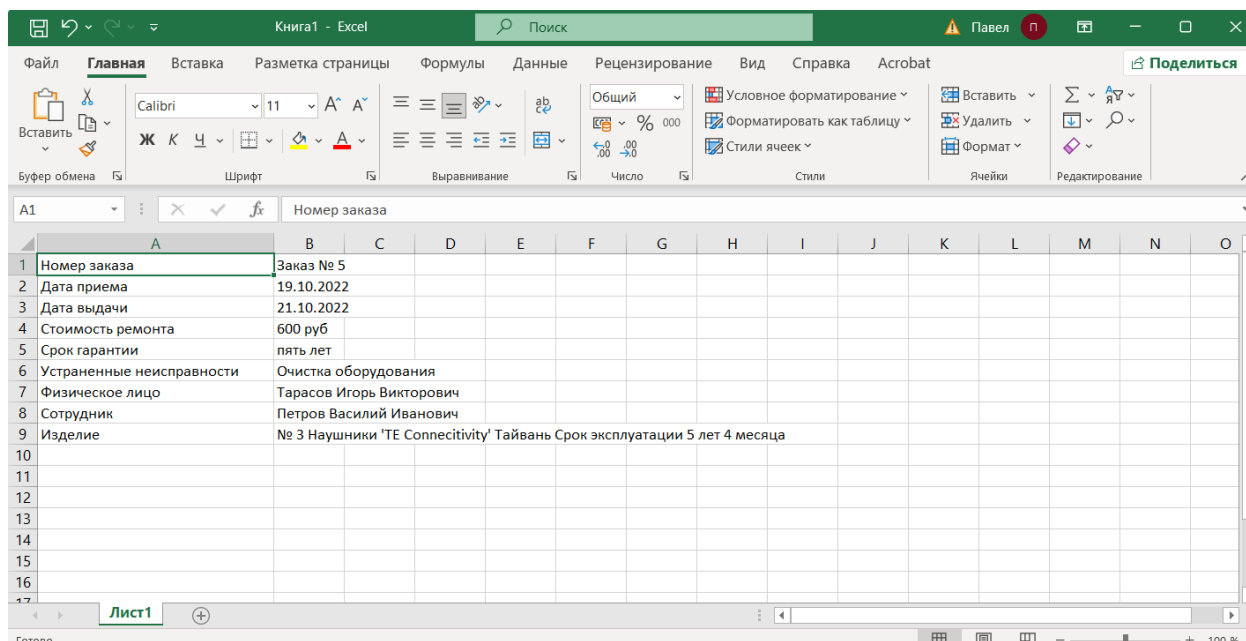 Книга1 - Excel
Поиск
Павел
П
Файл Главная Вставка Разметка страницы Формулы Данные Рецензирование Вид Справка Acrobat Поделиться
Вставить
Calibri 11
Ж К Ч
Общий
% 000
Условное форматирование
Форматировать как таблицу
Стили ячеек
Вставить
Удалить
Формат
Буфер обмена Шрифт Выравнивание Число Стили Ячейки Редактирование
A1 fx Номер заказа
A B C D E F G H I J K L M N O
1 Номер заказа Заказ № 5
2 Дата приема 19.10.2022
3 Дата выдачи 21.10.2022
4 Стоимость ремонта 600 руб
5 Срок гарантии пять лет
6 Устраненные неисправности Очистка оборудования
7 Физическое лицо Тарасов Игорь Викторович
8 Сотрудник Петров Василий Иванович
9 Изделие № 3 Наушники 'TE Connecitivity' Тайвань Срок эксплуатации 5 лет 4 месяца
10
11
12
13
14
15
16
17
Лист1
Готово 100 %